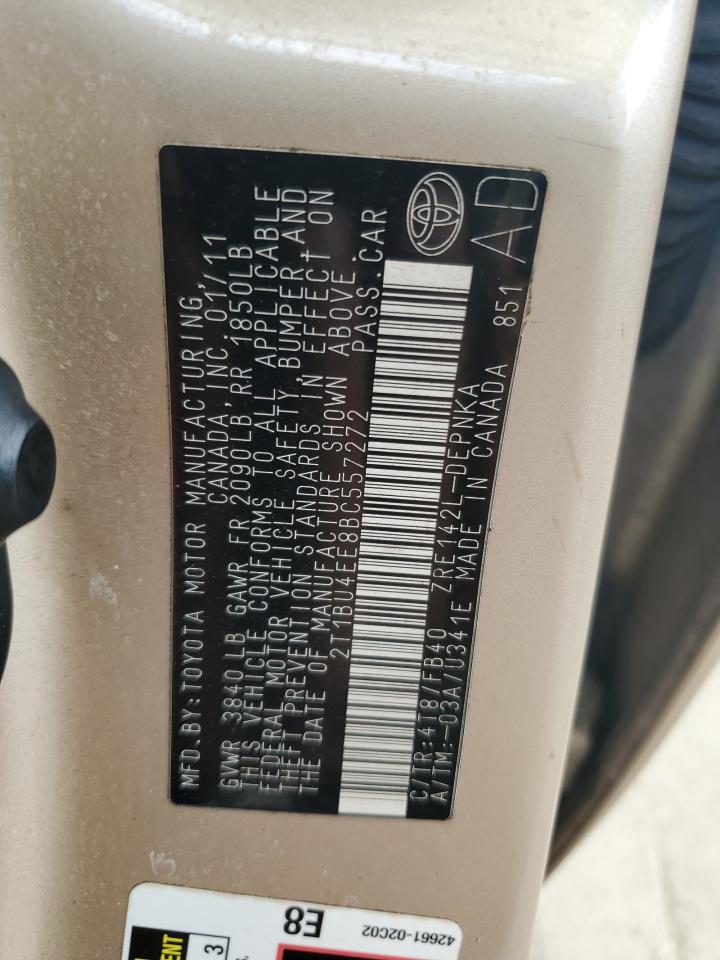 MFD.BY:TOYOTA MOTOR MANUFACTURING,
CANADA, INC. 01/11
GVWR 3840LB GAWR FR 2090LB, RR 1850LB
THIS VEHICLE CONFORMS TO ALL APPLICABLE
FEDERAL MOTOR VEHICLE SAFETY, BUMPER, AND
THEFT PREVENTION STANDARDS IN EFFECT ON
THE DATE OF MANUFACTURE SHOWN ABOVE.
2T1BU4EE8BC557272 PASS.CAR
C/TR:4T8/FB40 ZRE142L-DEPNKA
A/TM:-03A/U341E MADE IN CANADA 851
AD
E8
42661-02C02
3